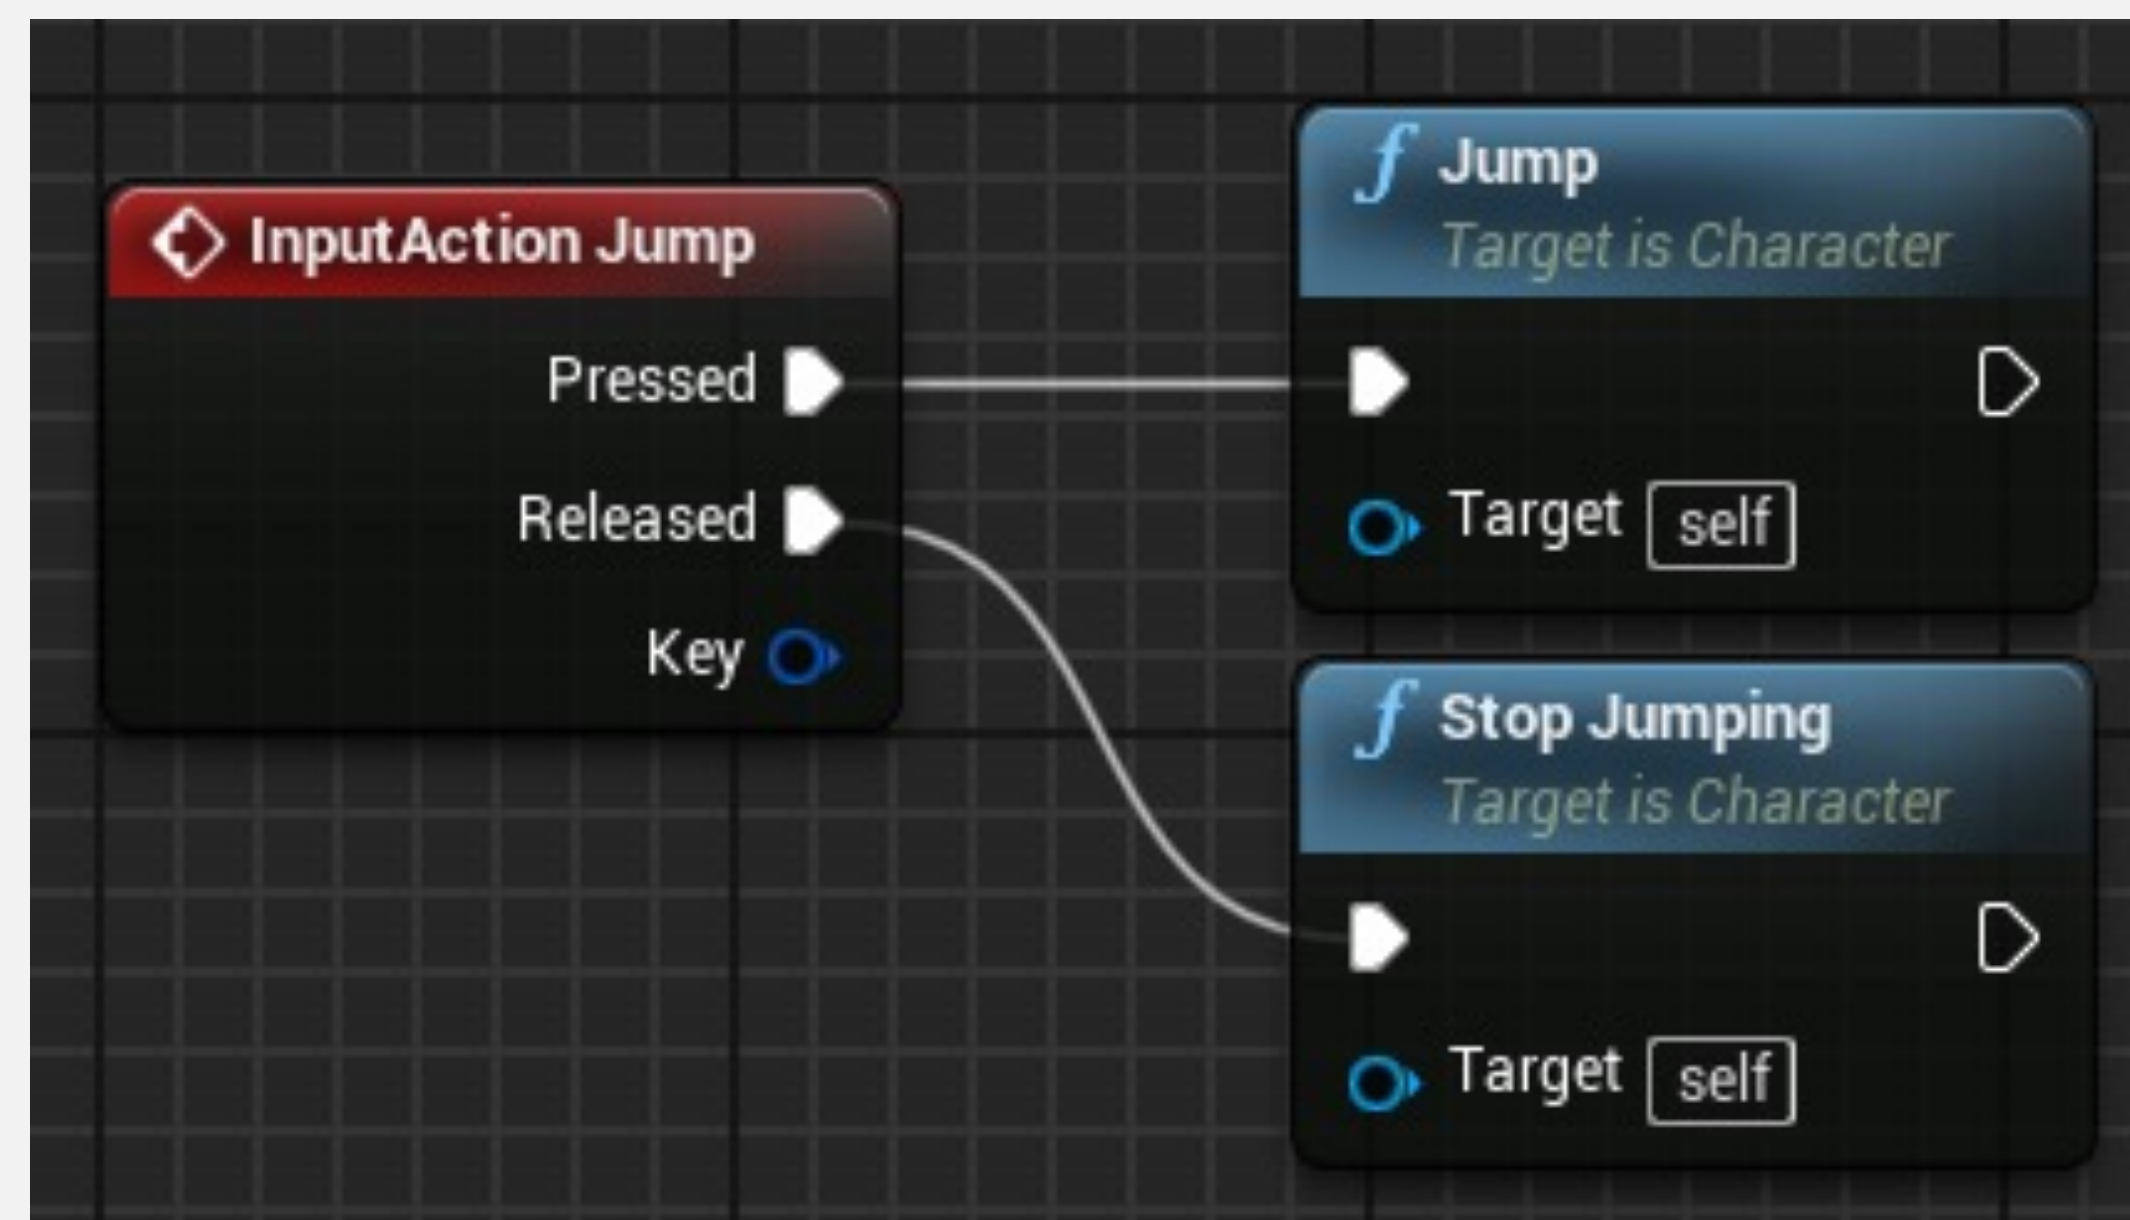 InputAction Jump
Pressed
Released
Key
f Jump
Target is Character
Target self
f Stop Jumping
Target is Character
Target self